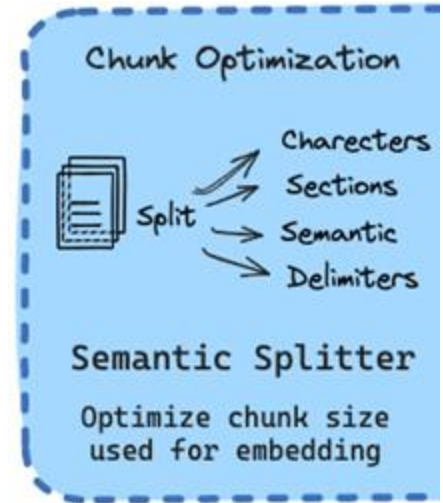 Chunk Optimization
Charecters
Sections
Split
Semantic
Delimiters
Semantic Splitter
Optimize chunk size
used for embedding